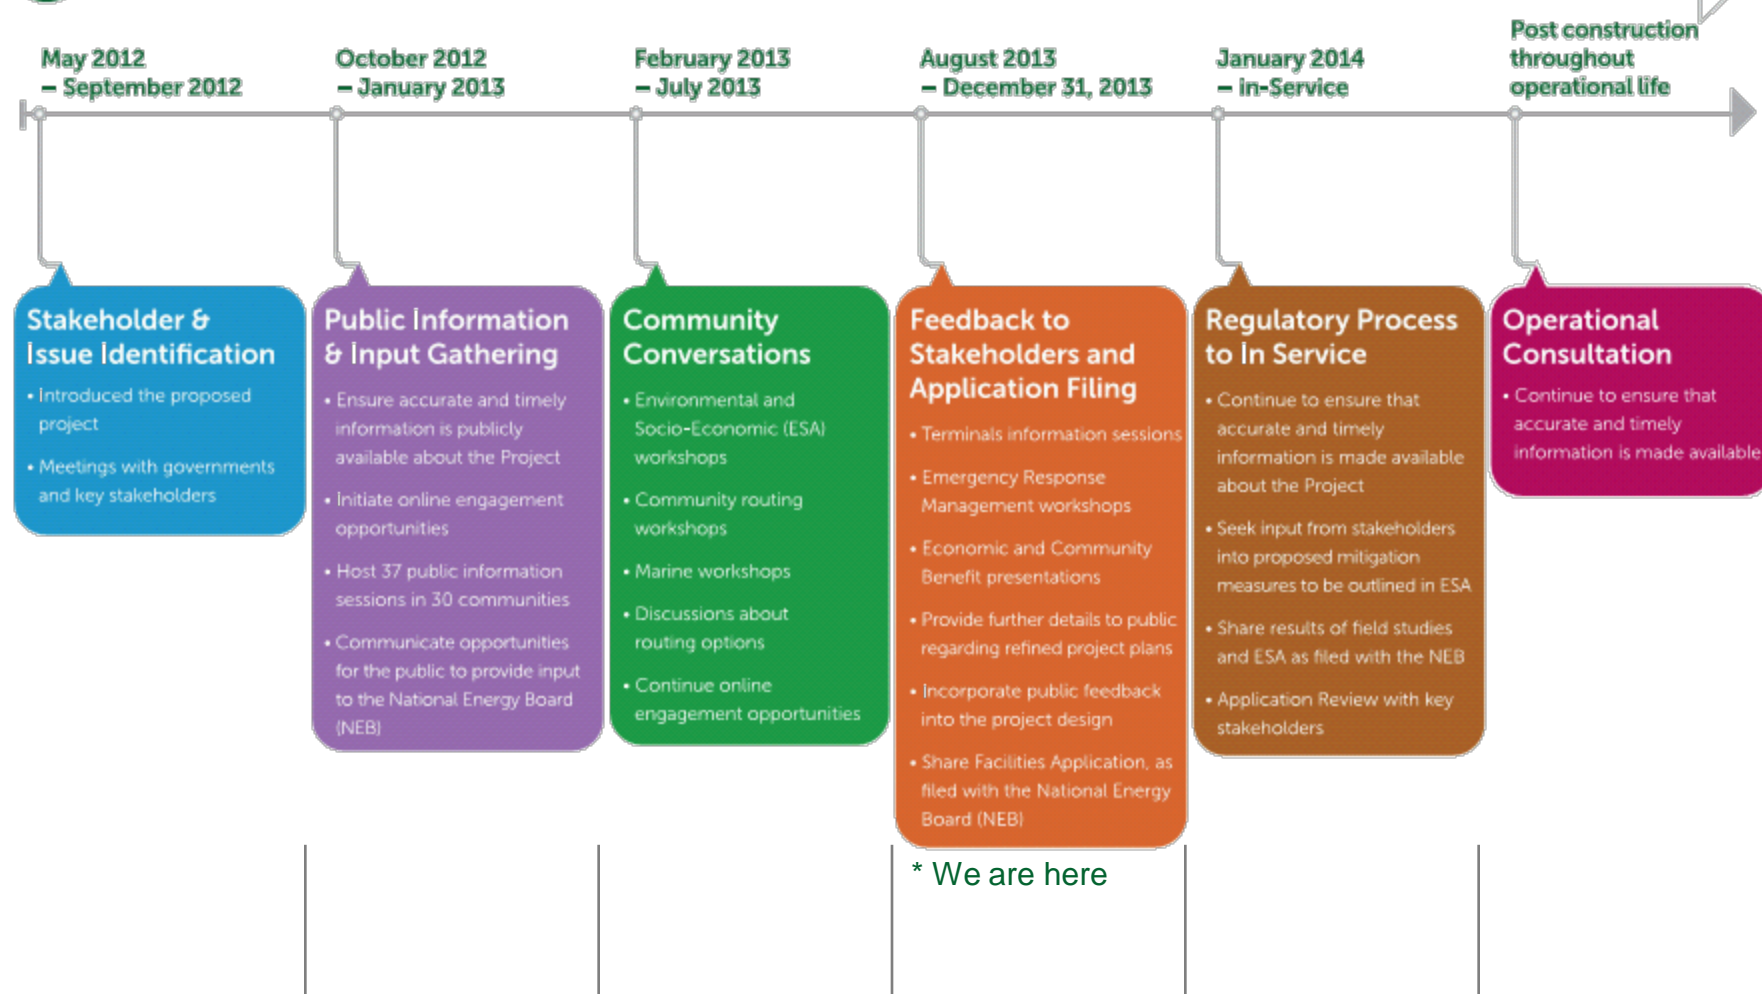 May 2012
– September 2012
October 2012
– January 2013
February 2013
– July 2013
August 2013
– December 31, 2013
January 2014
– in-Service
Post construction
throughout
operational life
Stakeholder &
Issue Identification
• Introduced the proposed
project
• Meetings with governments
and key stakeholders
Public Information
& Input Gathering
• Ensure accurate and timely
information is publicly
available about the Project
• Initiate online engagement
opportunities
• Host 37 public information
sessions in 30 communities
• Communicate opportunities
for the public to provide input
to the National Energy Board
(NEB)
Community
Conversations
• Environmental and
Socio-Economic (ESA)
workshops
• Community routing
workshops
• Marine workshops
• Discussions about
routing options
• Continue online
engagement opportunities
Feedback to
Stakeholders and
Application Filing
• Terminals information sessions
• Emergency Response
Management workshops
• Economic and Community
Benefit presentations
• Provide further details to public
regarding refined project plans
• Incorporate public feedback
into the project design
• Share Facilities Application, as
filed with the National Energy
Board (NEB)
Regulatory Process
to In Service
• Continue to ensure that
accurate and timely
information is made available
about the Project
• Seek input from stakeholders
into proposed mitigation
measures to be outlined in ESA
• Share results of field studies
and ESA as filed with the NEB
• Application Review with key
stakeholders
Operational
Consultation
• Continue to ensure that
accurate and timely
information is made available
* We are here